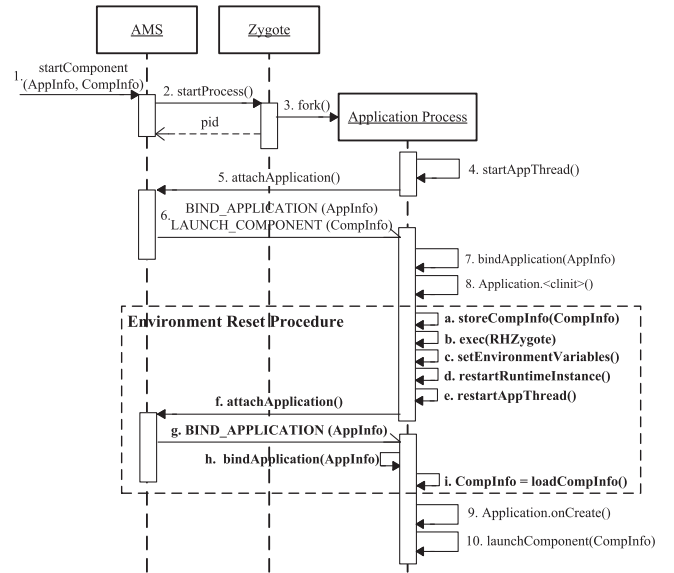 AMS
Zygote
startComponent
1.
(AppInfo, CompInfo)
2. startProcess()
3. fork()
pid
Application Process
4. startAppThread()
5. attachApplication()
BIND_APPLICATION (AppInfo)
6.
LAUNCH_COMPONENT (CompInfo)
7. bindApplication(AppInfo)
8. Application.<clinit>()
Environment Reset Procedure
a. storeCompInfo(CompInfo)
b. exec(RHZygote)
c. setEnvironmentVariables()
d. restartRuntimeInstance()
e. restartAppThread()
f. attachApplication()
g. BIND_APPLICATION (AppInfo)
h. bindApplication(AppInfo)
i. CompInfo = loadCompInfo()
9. Application.onCreate()
10. launchComponent(CompInfo)